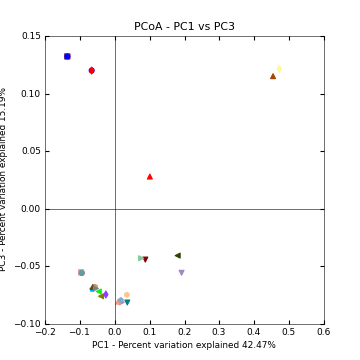 PCoA - PC1 vs PC3
0.15
0.10
0.05
0.00
−0.05
−0.10
PC3 - Percent variation explained 15.19%
−0.2 −0.1 0.0 0.1 0.2 0.3 0.4 0.5 0.6
PC1 - Percent variation explained 42.47%